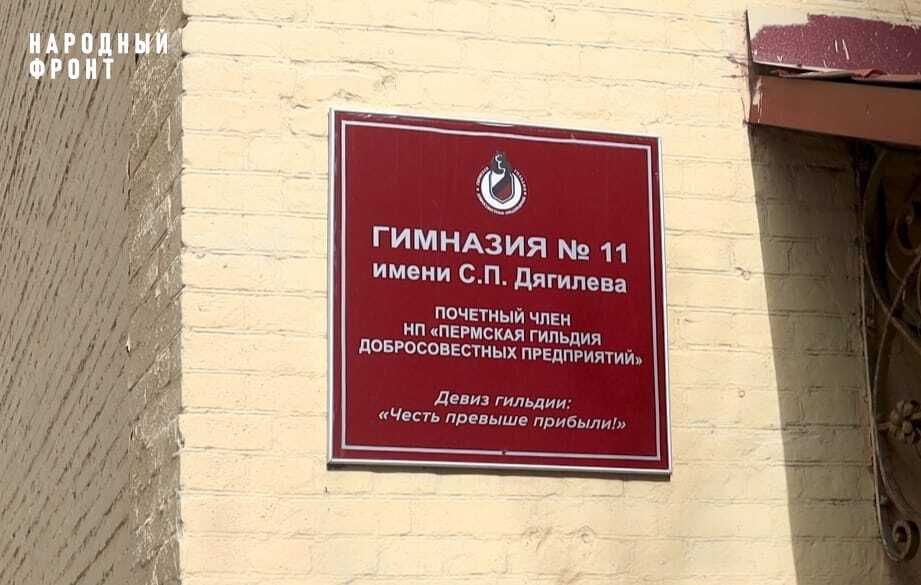 НАРОДНЫЙ
ФРОНТ
ГИМНАЗИЯ № 11
имени С.П. Дягилева
ПОЧЕТНЫЙ ЧЛЕН
НП «ПЕРМСКАЯ ГИЛЬДИЯ
ДОБРОСОВЕСТНЫХ ПРЕДПРИЯТИЙ»
Девиз гильдии:
«Честь превыше прибыли!»